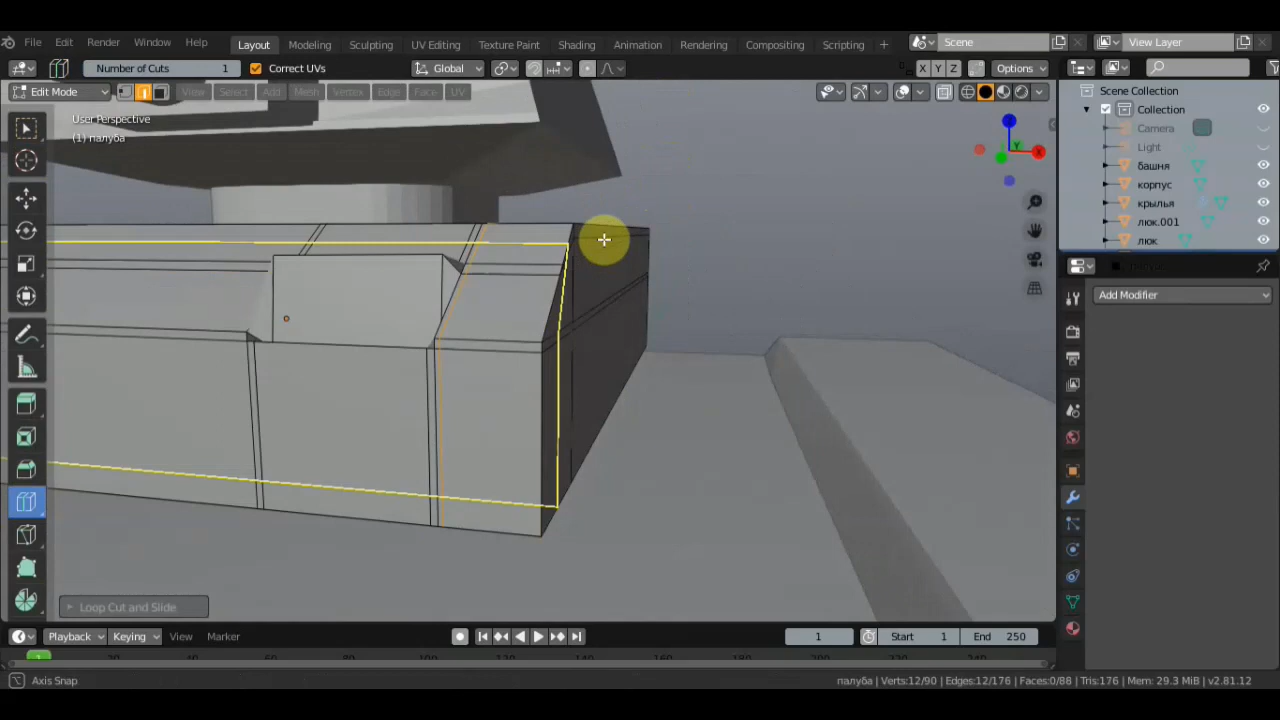 File Edit Render Window Help Layout Modeling Sculpting UV Editing Texture Paint Shading Animation Rendering Compositing Scripting + Scene View Layer
Number of Cuts 1 Correct UVs Global X Y Z Options
Edit Mode View Select Add Mesh Vertex Edge Face UV
Scene Collection
Collection
Camera
Light
башня
корпус
крылья
люк.001
люк
User Perspective
(1) палуба
Z
Y
X
Add Modifier
Loop Cut and Slide
Playback Keying View Marker 1 Start 1 End 250
1
Axis Snap палуба | Verts:12/90 | Edges:12/176 | Faces:0/88 | Tris:176 | Mem: 29.3 MiB | v2.81.12